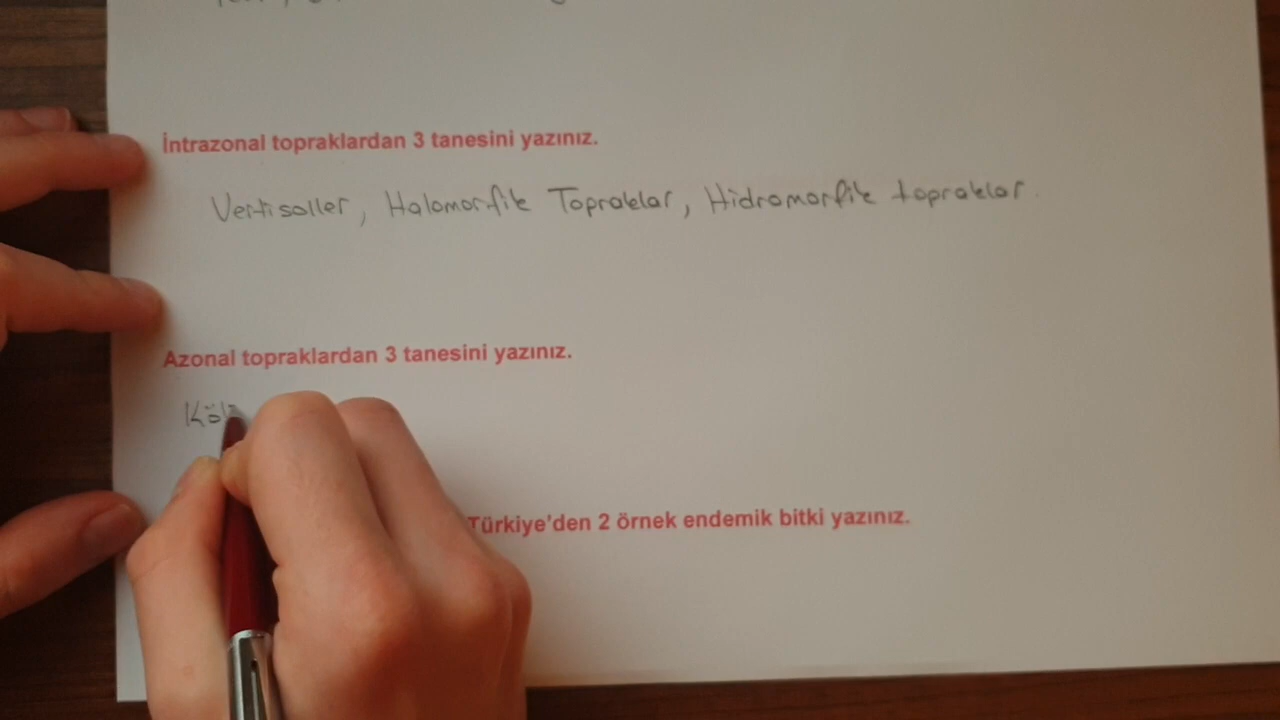 İntrazonal topraklardan 3 tanesini yazınız.
Vertisoller, Halomorfik Topraklar, Hidromorfik topraklar.
Azonal topraklardan 3 tanesini yazınız.
Türkiye'den 2 örnek endemik bitki yazınız.